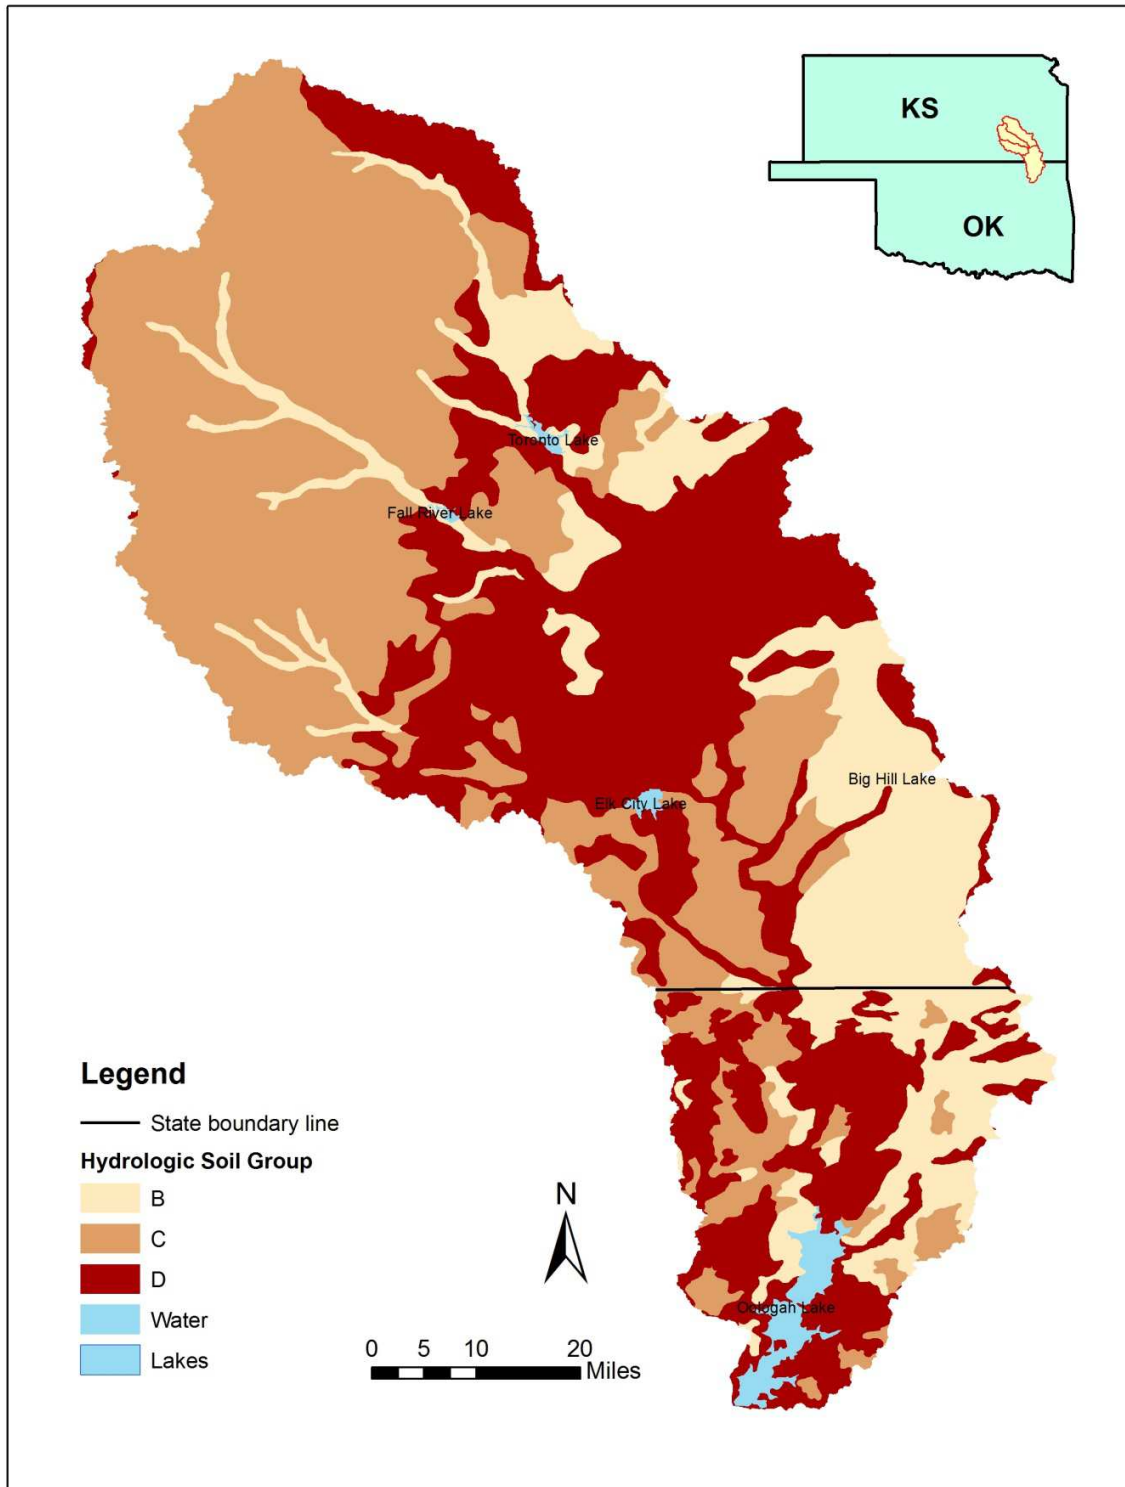 KS
OK
Toronto Lake
Fall River Lake
Big Hill Lake
Elk City Lake
Legend
State boundary line
Hydrologic Soil Group
B
C
D
Water
Lakes
N
0 5 10 20
Miles
Oologah Lake